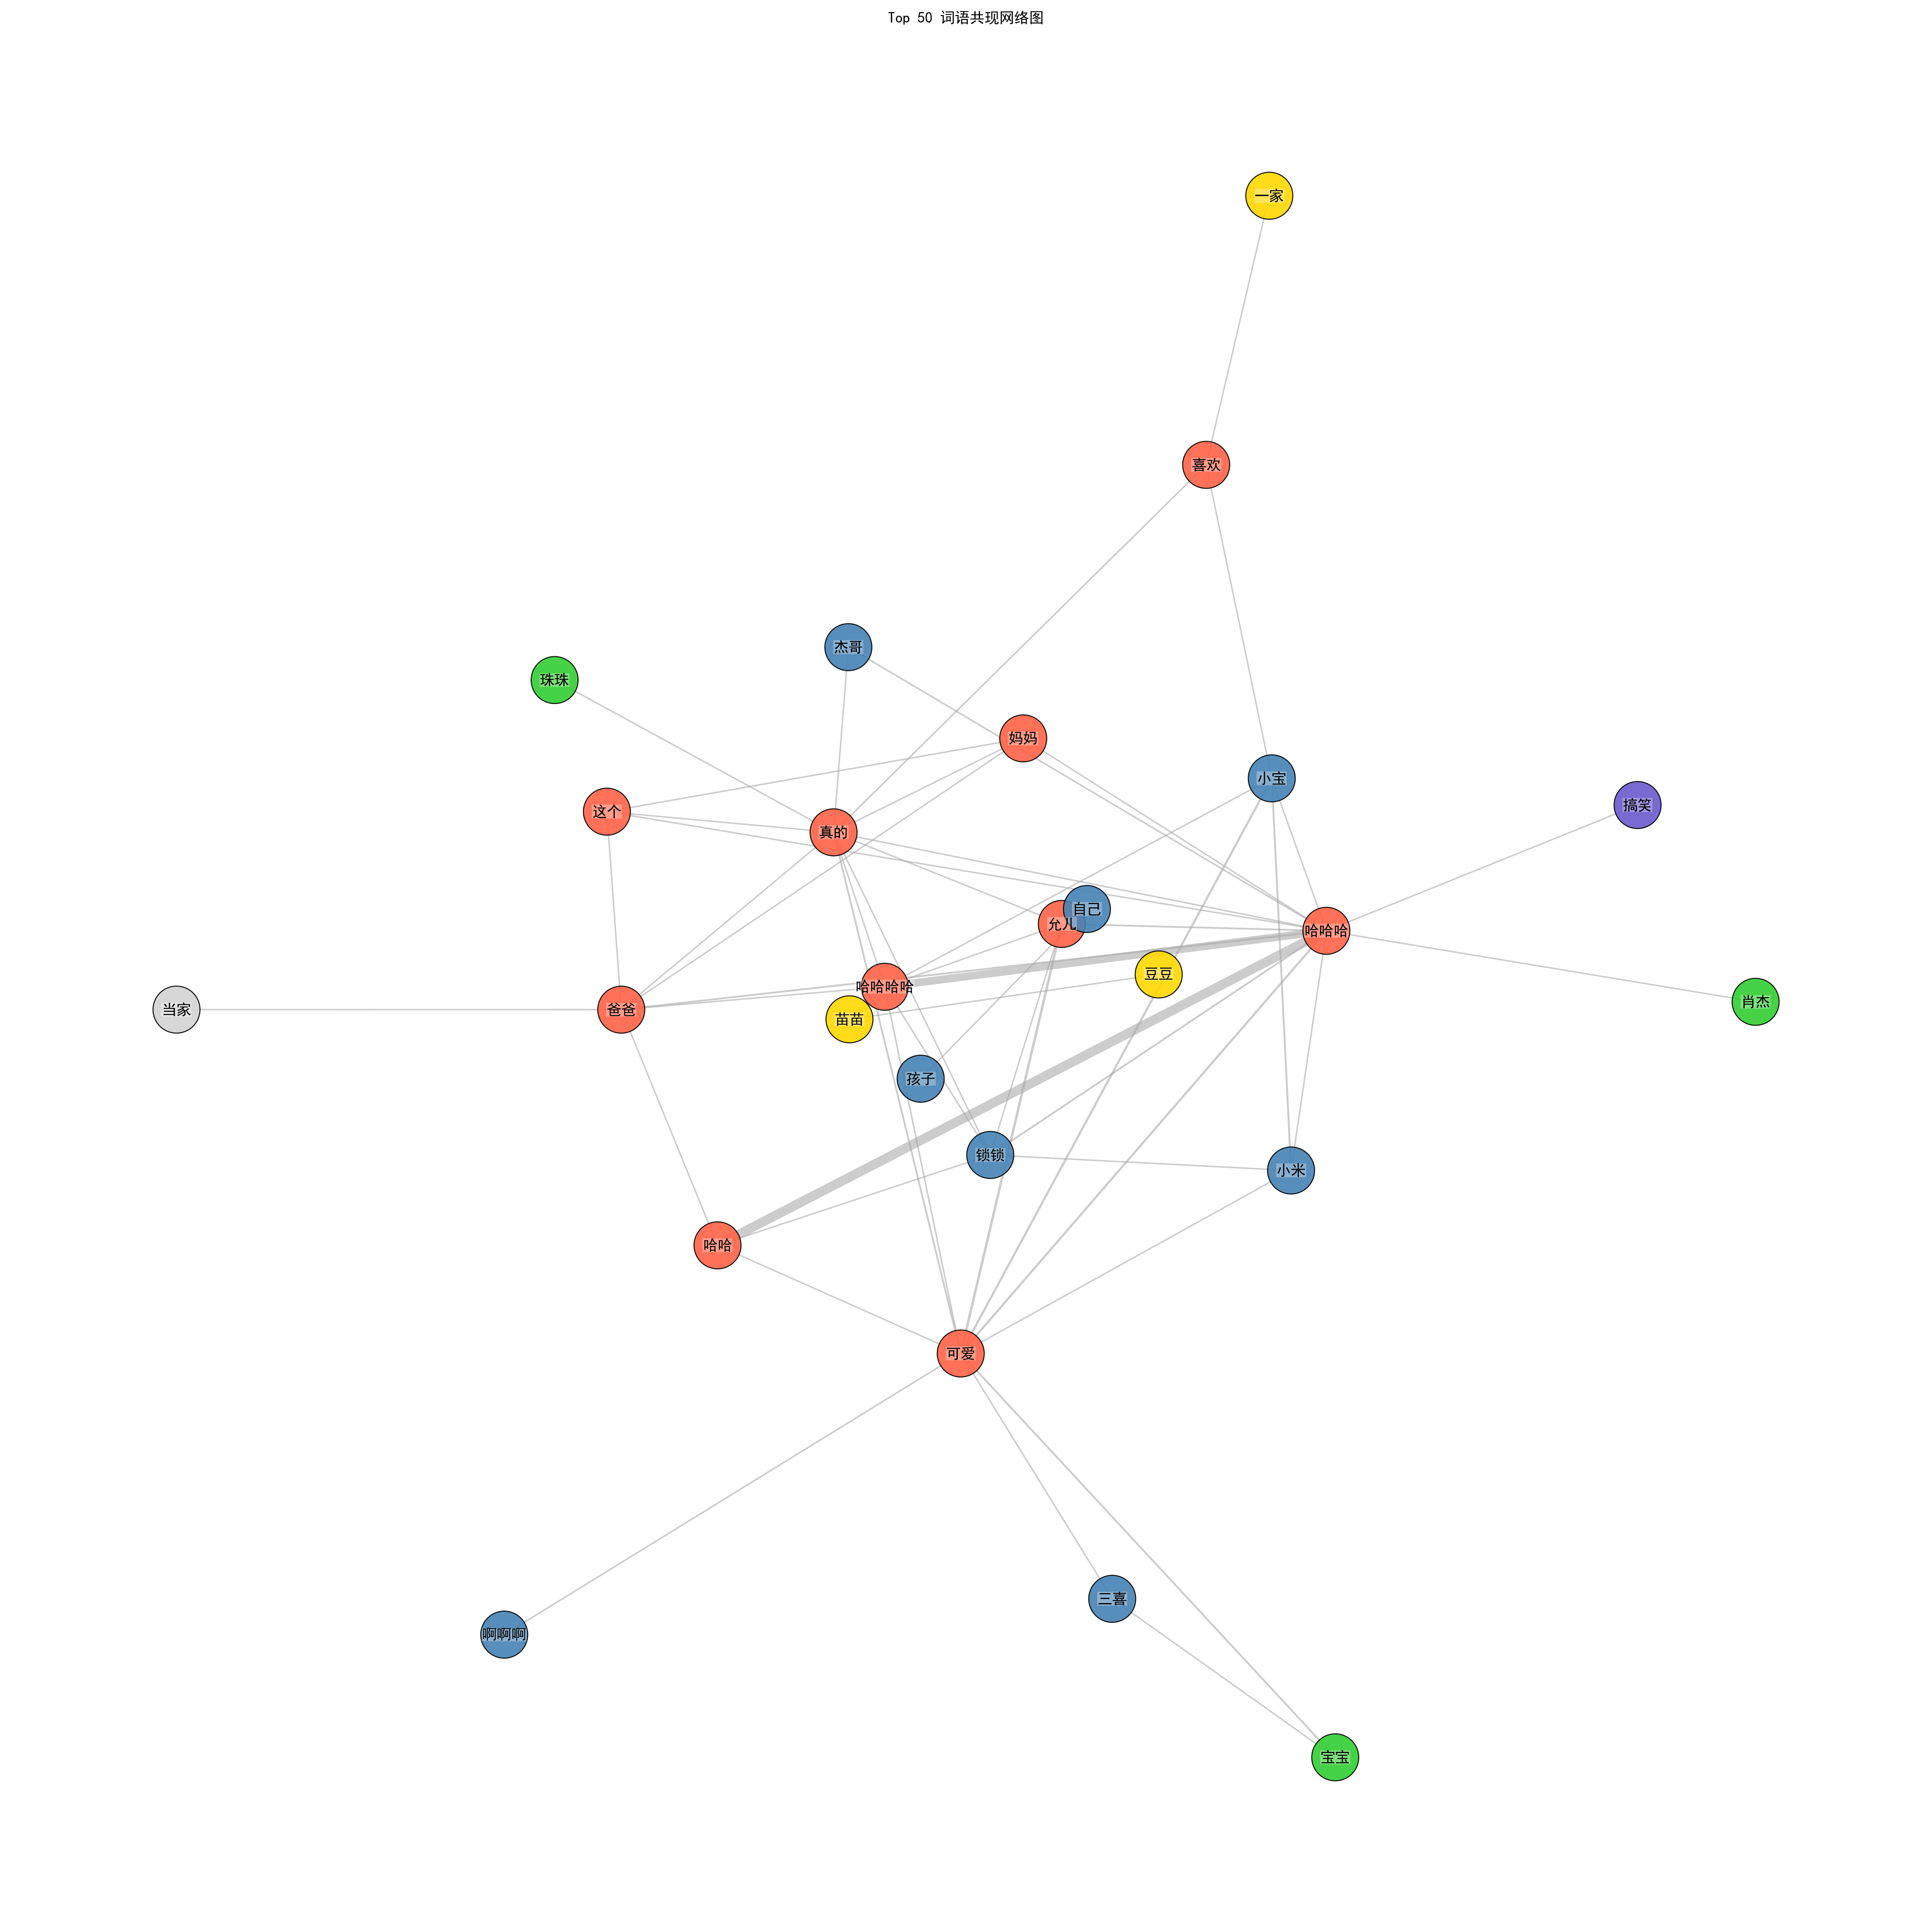 Top 50 词语共现网络图
一家
喜欢
杰哥
珠珠
妈妈
小宝
搞笑
这个
真的
自己
允儿
哈哈哈
豆豆
哈哈哈哈
肖杰
当家
爸爸
苗苗
孩子
锁锁
小米
哈哈
可爱
三喜
啊啊啊
宝宝